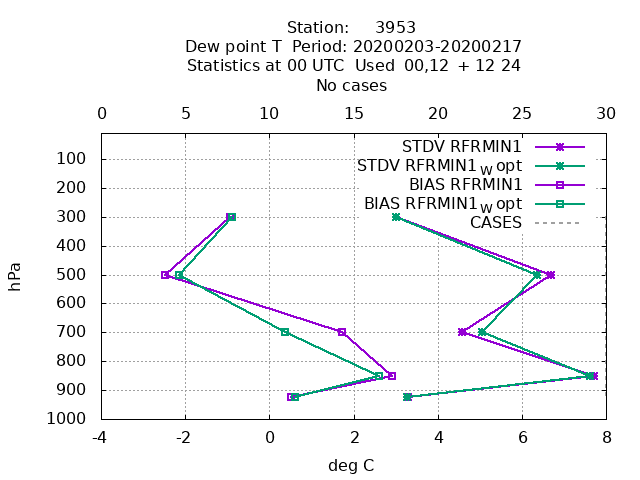 Station: 3953
Dew point T Period: 20200203-20200217
Statistics at 00 UTC Used 00,12 + 12 24
No cases
0 5 10 15 20 25 30
STDV RFRMIN1
STDV RFRMIN1w opt
BIAS RFRMIN1
BIAS RFRMIN1w opt
CASES
100
200
300
400
500
600
700
800
900
1000
hPa
-4 -2 0 2 4 6 8
deg C